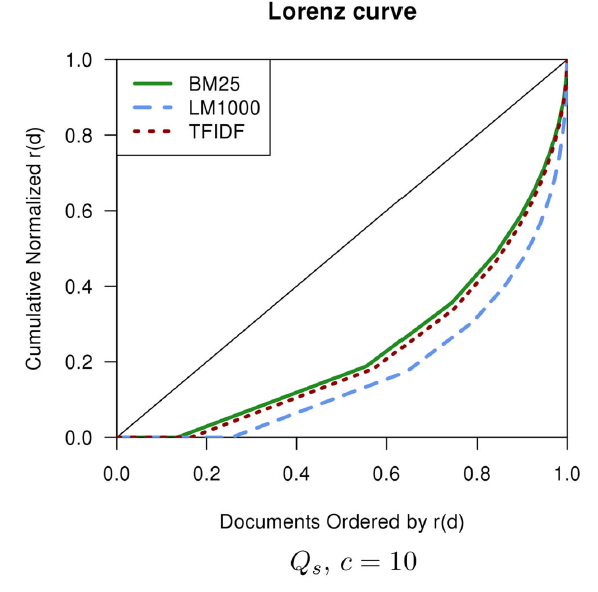 Lorenz curve
BM25
LM1000
TFIDF
Cumulative Normalized r(d)
1.0
0.8
0.6
0.4
0.2
0.0
0.0 0.2 0.4 0.6 0.8 1.0
Documents Ordered by r(d)
Qₛ, c = 10